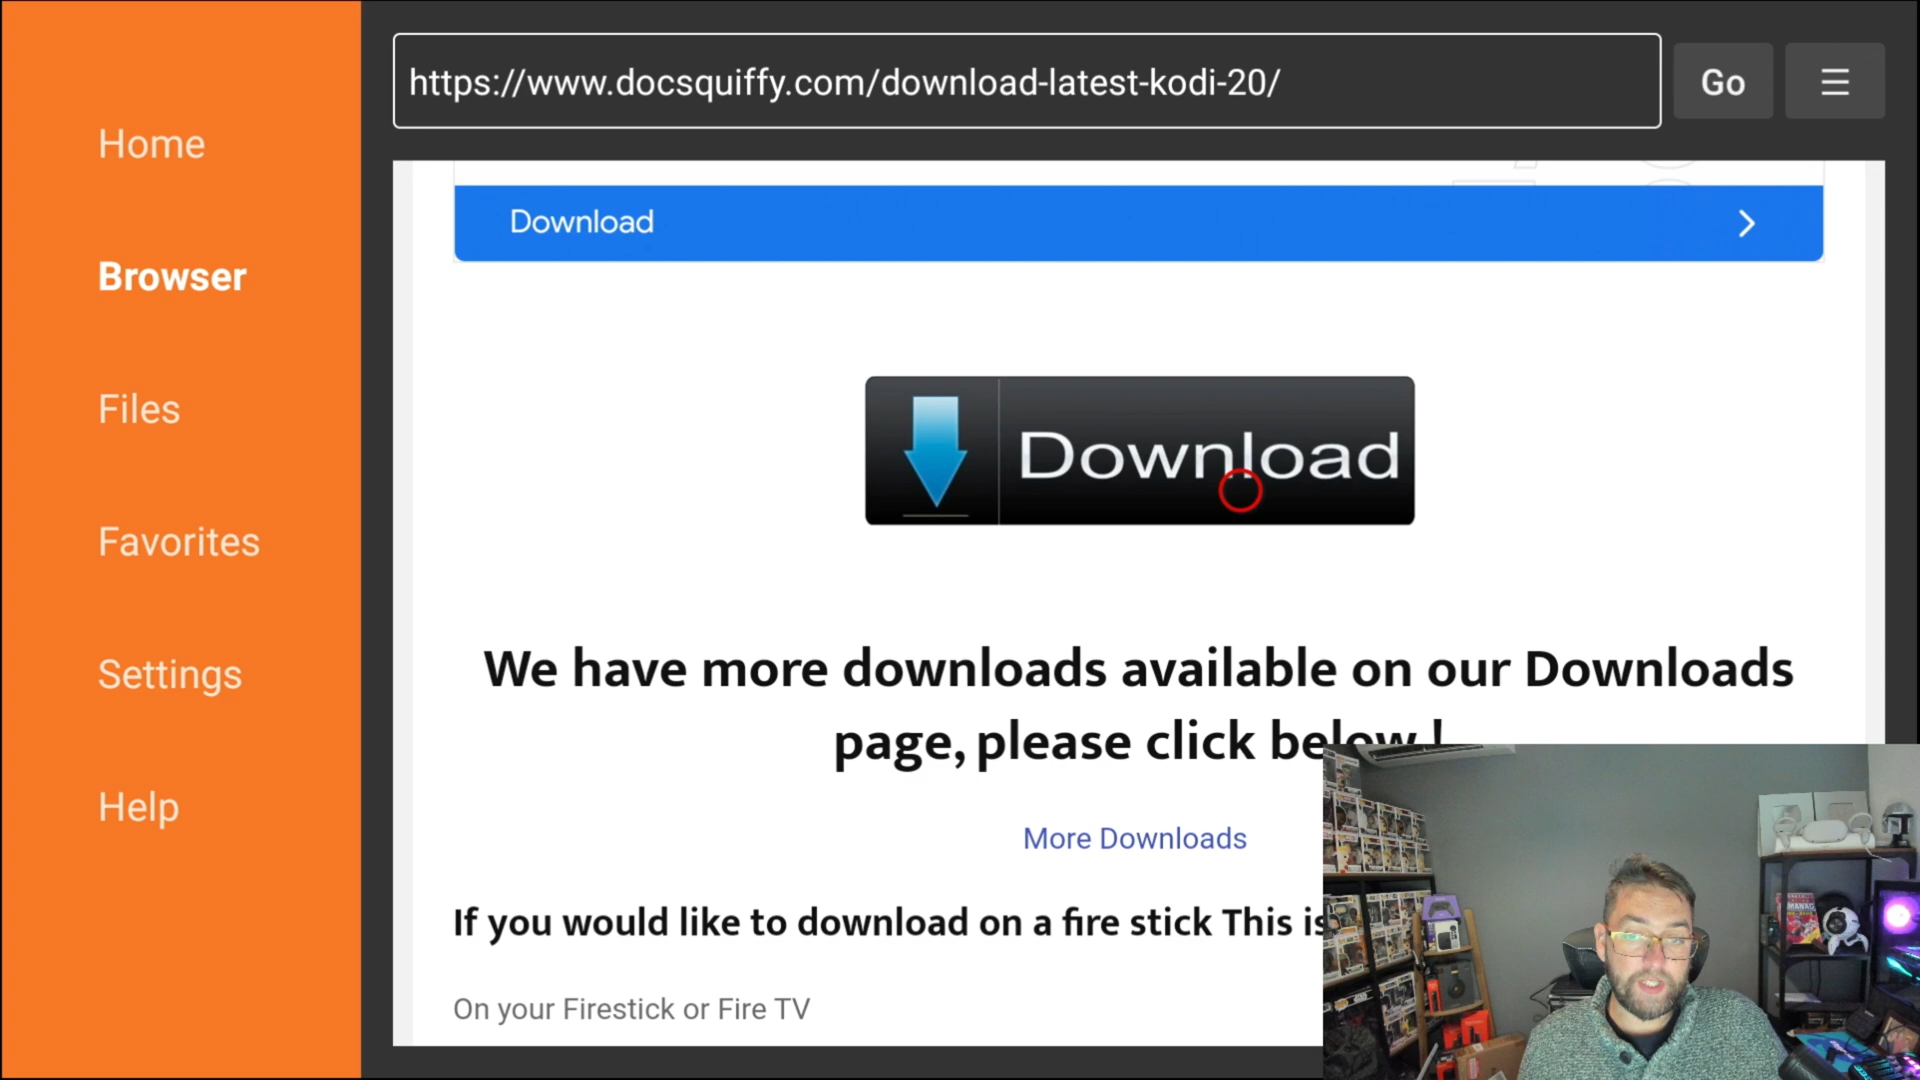 https://www.docsquiffy.com/download-latest-kodi-20/
Go
Home
Browser
Files
Favorites
Settings
Help
Download
Download
We have more downloads available on our Downloads
page, please click below !
More Downloads
If you would like to download on a fire stick This is
On your Firestick or Fire TV